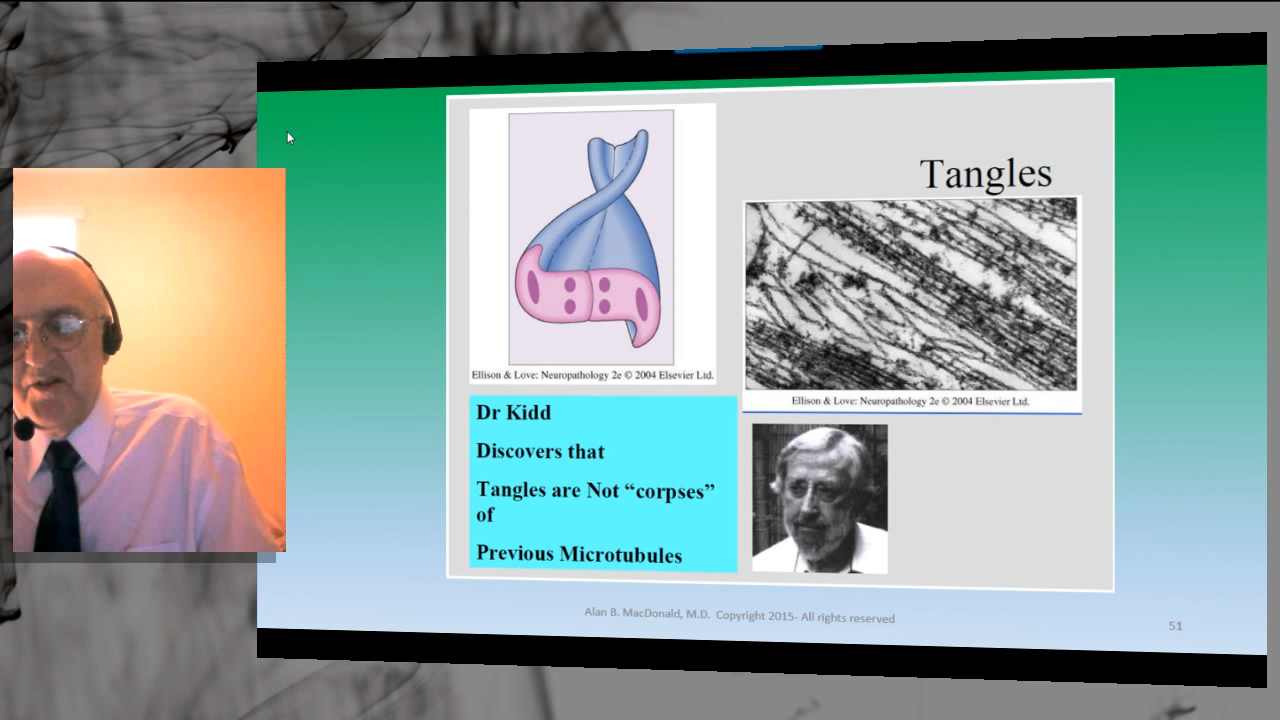 Tangles
Ellison & Love: Neuropathology 2e © 2004 Elsevier Ltd.
Ellison & Love: Neuropathology 2e © 2004 Elsevier Ltd.
Dr Kidd
Discovers that
Tangles are Not “corpses”
of
Previous Microtubules
Alan B. MacDonald, M.D. Copyright 2015- All rights reserved
51